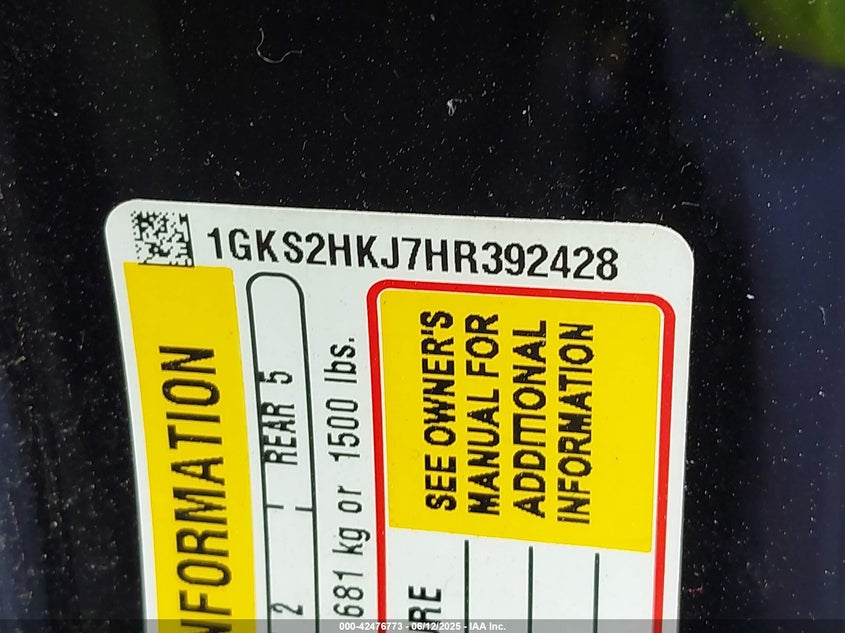 1GKS2HKJ7HR392428
NFORMATION
2 REAR 5
681 kg or 1500 lbs.
SEE OWNER'S
MANUAL FOR
ADDITIONAL
INFORMATION
RE
000-42476773 - 06/12/2025 - IAA Inc.